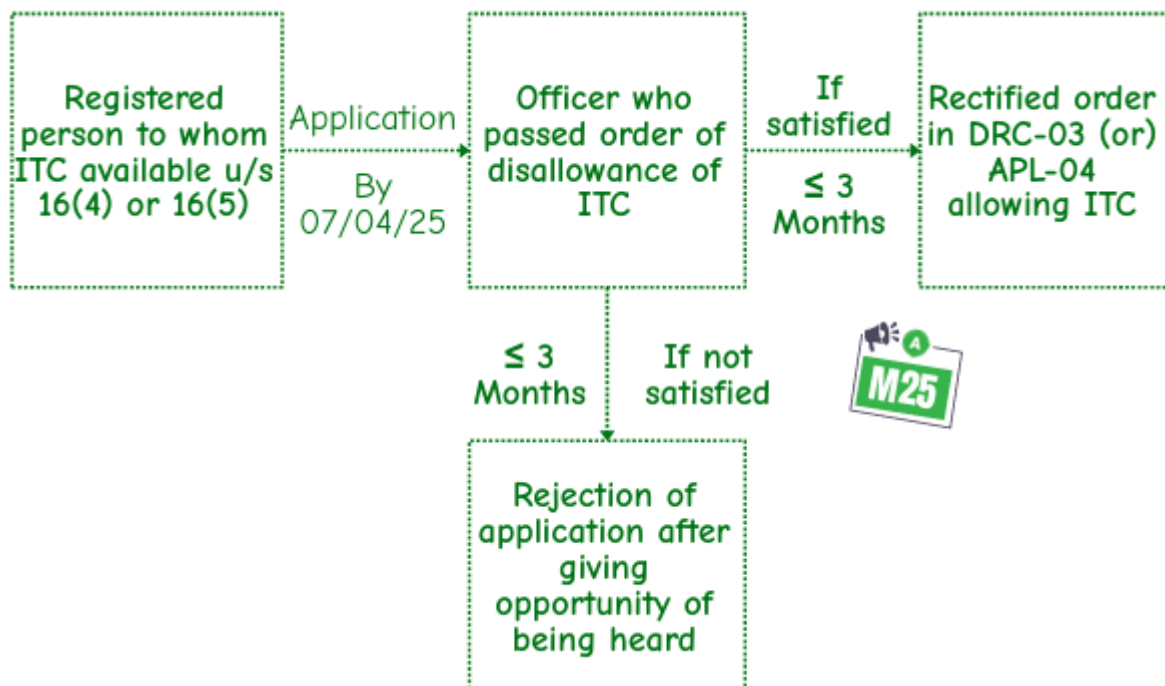 Registered
person to whom
ITC available u/s
16(4) or 16(5)
Application
By
07/04/25
Officer who
passed order of
disallowance of
ITC
If
satisfied
≤ 3
Months
Rectified order
in DRC-03 (or)
APL-04
allowing ITC
≤ 3
Months
If not
satisfied
A
M25
Rejection of
application after
giving
opportunity of
being heard